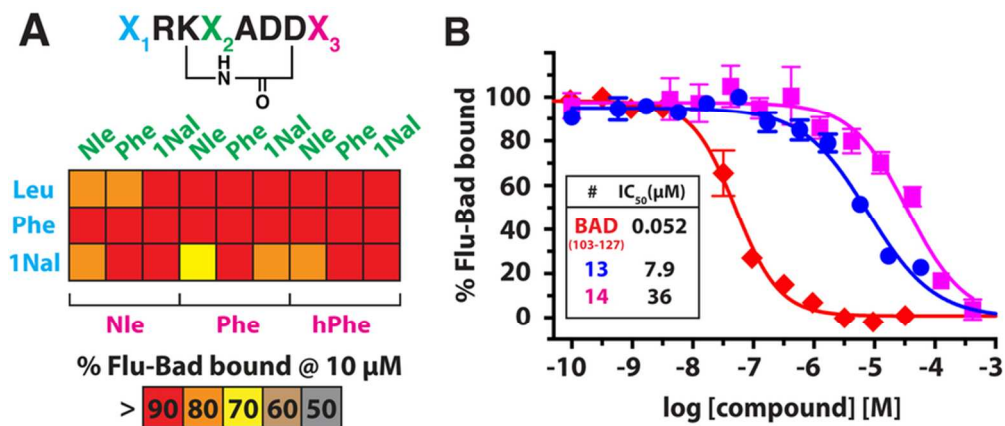 A
X1RKX2ADDX3
H
N
O
Nle Phe 1Nal Nle Phe 1Nal Nle Phe 1Nal
Leu
Phe
1Nal
Nle Phe hPhe
% Flu-Bad bound @ 10 µM
> 90 80 70 60 50
B
% Flu-Bad bound
100
80
60
40
20
0
# IC50(µM)
BAD 0.052
(103-127)
13 7.9
14 36
-10 -9 -8 -7 -6 -5 -4 -3
log [compound] [M]